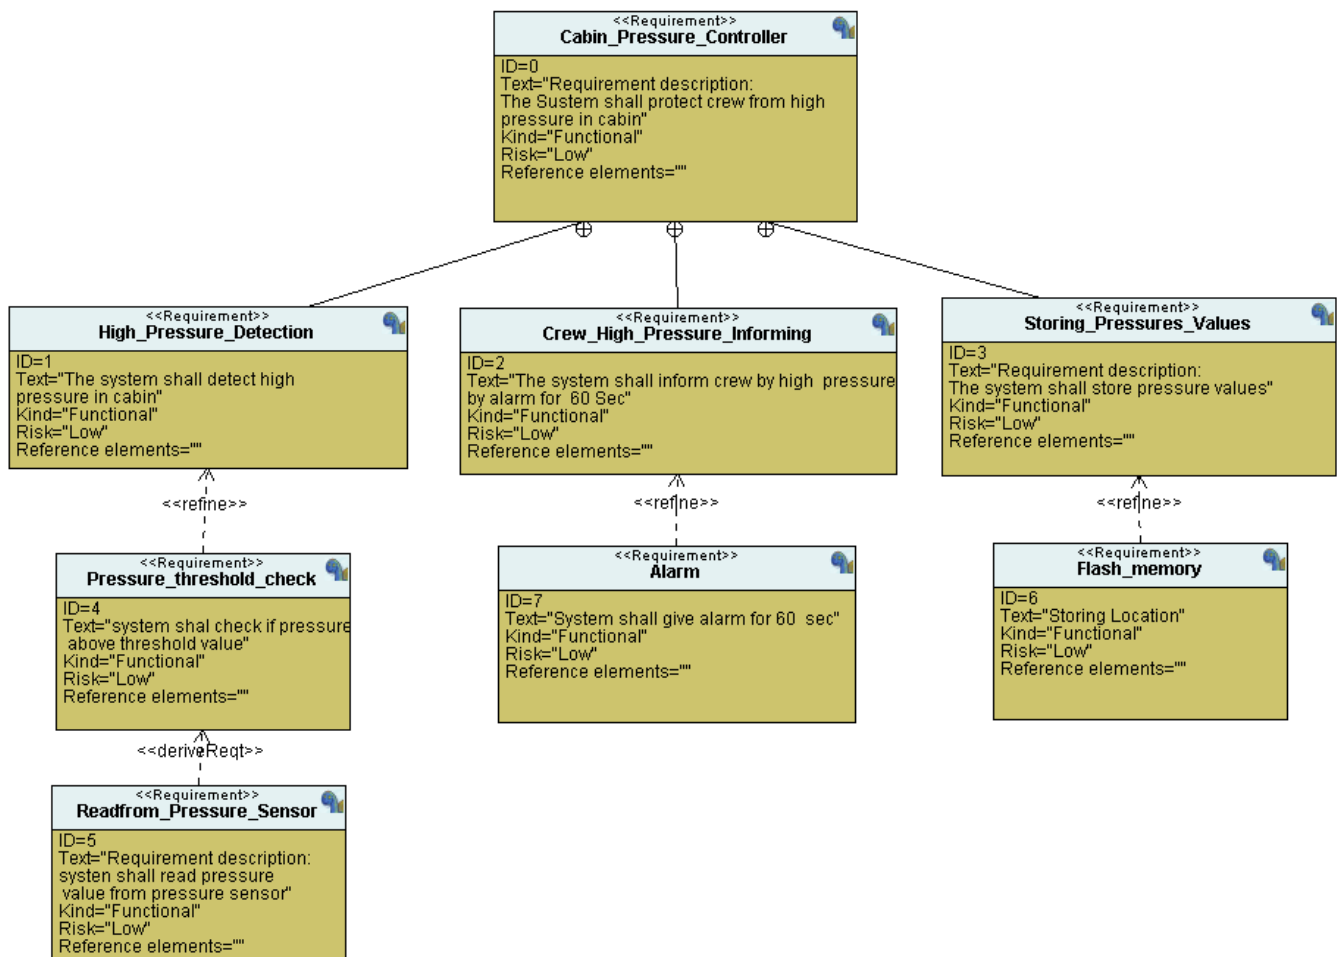 <<Requirement>>
Cabin_Pressure_Controller
ID=0
Text="Requirement description:
The Sustem shall protect crew from high
pressure in cabin"
Kind="Functional"
Risk="Low"
Reference elements=""
<<Requirement>>
High_Pressure_Detection
ID=1
Text="The system shall detect high
pressure in cabin"
Kind="Functional"
Risk="Low"
Reference elements=""
<<Requirement>>
Crew_High_Pressure_Informing
ID=2
Text="The system shall inform crew by high  pressure
by alarm for  60 Sec"
Kind="Functional"
Risk="Low"
Reference elements=""
<<Requirement>>
Storing_Pressures_Values
ID=3
Text="Requirement description:
The system shall store pressure values"
Kind="Functional"
Risk="Low"
Reference elements=""
<<refine>>
<<refine>>
<<refine>>
<<Requirement>>
Pressure_threshold_check
ID=4
Text="system shal check if pressure
above threshold value"
Kind="Functional"
Risk="Low"
Reference elements=""
<<Requirement>>
Alarm
ID=7
Text="System shall give alarm for 60  sec"
Kind="Functional"
Risk="Low"
Reference elements=""
<<Requirement>>
Flash_memory
ID=6
Text="Storing Location"
Kind="Functional"
Risk="Low"
Reference elements=""
<<deriveReqt>>
<<Requirement>>
Readfrom_Pressure_Sensor
ID=5
Text="Requirement description:
systen shall read pressure
value from pressure sensor"
Kind="Functional"
Risk="Low"
Reference elements=""